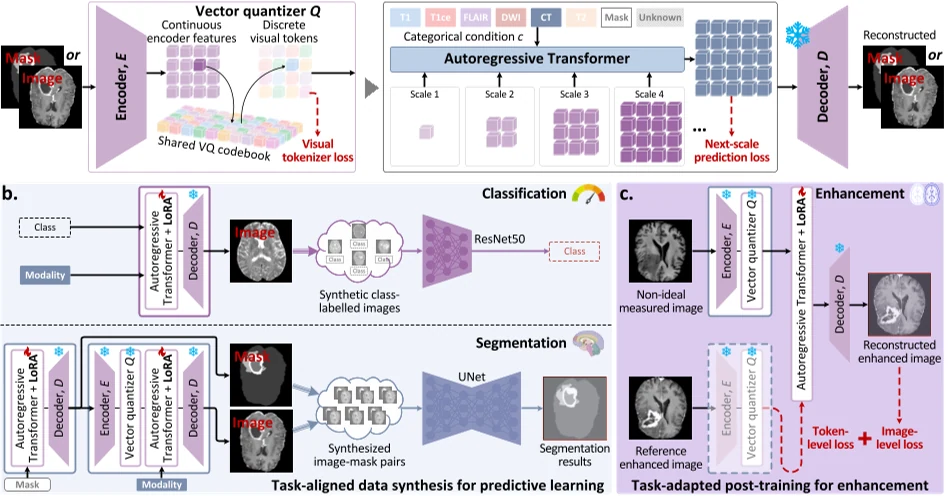 Mask or
Image
Encoder, E
Vector quantizer Q
Continuous
encoder features
Discrete
visual tokens
Shared VQ codebook
Visual
tokenizer loss
T1
T1ce
FLAIR
DWI
CT
T2
Mask
Unknown
Categorical condition c
Autoregressive Transformer
Scale 1
Scale 2
Scale 3
Scale 4
...
Next-scale
prediction loss
Decoder, D
Reconstructed
Mask or
Image
b.
Classification
Class
Modality
Autoregressive
Transformer + LoRA
Decoder, D
Image
Class
Class
Class
Class
Synthetic class-
labelled images
ResNet50
Class
Segmentation
Autoregressive
Transformer + LoRA
Decoder, D
Mask
Encoder, E
Vector quantizer Q
Autoregressive
Transformer + LoRA
Decoder, D
Modality
Mask
Image
Synthesized
image-mask pairs
UNet
Segmentation
results
Task-aligned data synthesis for predictive learning
c.
Enhancement
Non-ideal
measured image
Encoder, E
Vector quantizer Q
Autoregressive Transformer + LoRA
Decoder, D
Reconstructed
enhanced image
Reference
enhanced image
Encoder, E
Vector quantizer Q
Token-
level loss
+
Image-
level loss
Task-adapted post-training for enhancement